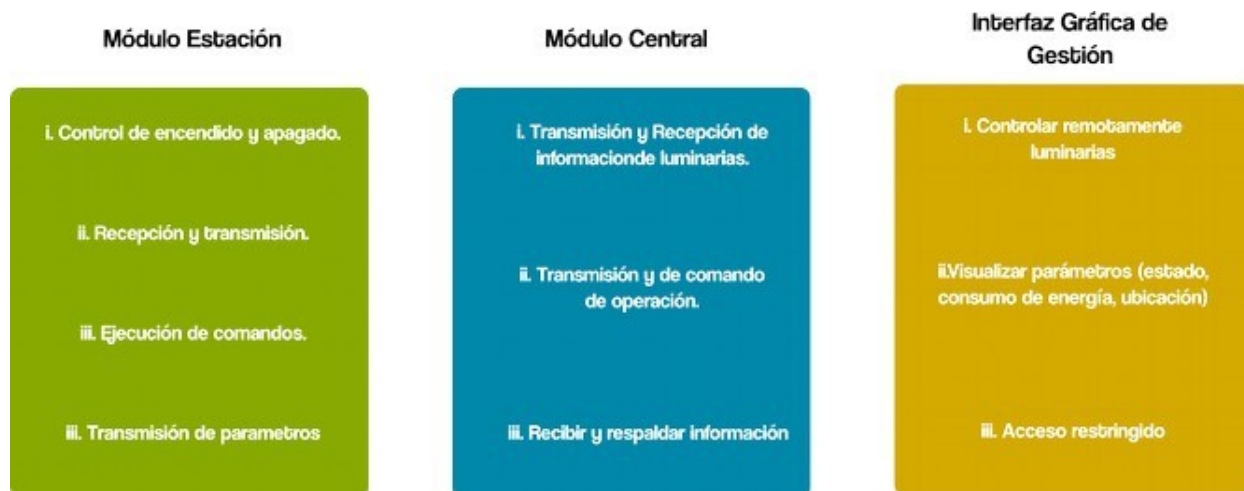 Módulo Estación
i. Control de encendido y apagado.
ii. Recepción y transmisión.
iii. Ejecución de comandos.
iii. Transmisión de parametros
Módulo Central
i. Transmisión y Recepción de
informacionde luminarias.
ii. Transmisión y de comando
de operación.
iii. Recibir y respaldar información
Interfaz Gráfica de
Gestión
i. Controlar remotamente
luminarias
ii.Visualizar parámetros (estado,
consumo de energía, ubicación)
iii. Acceso restringido